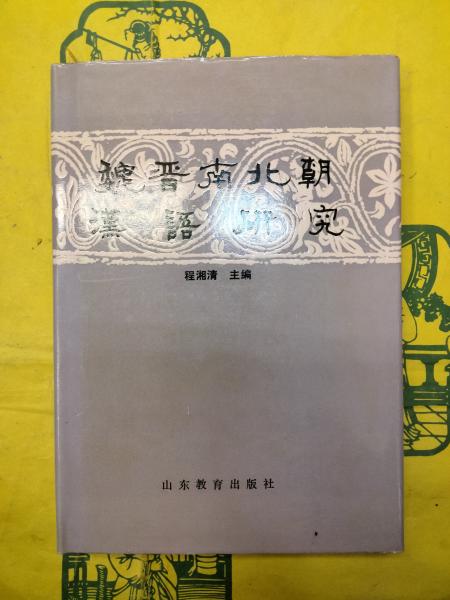 魏晋南北朝
漢語研究
程湘清 主编
山东教育出版社